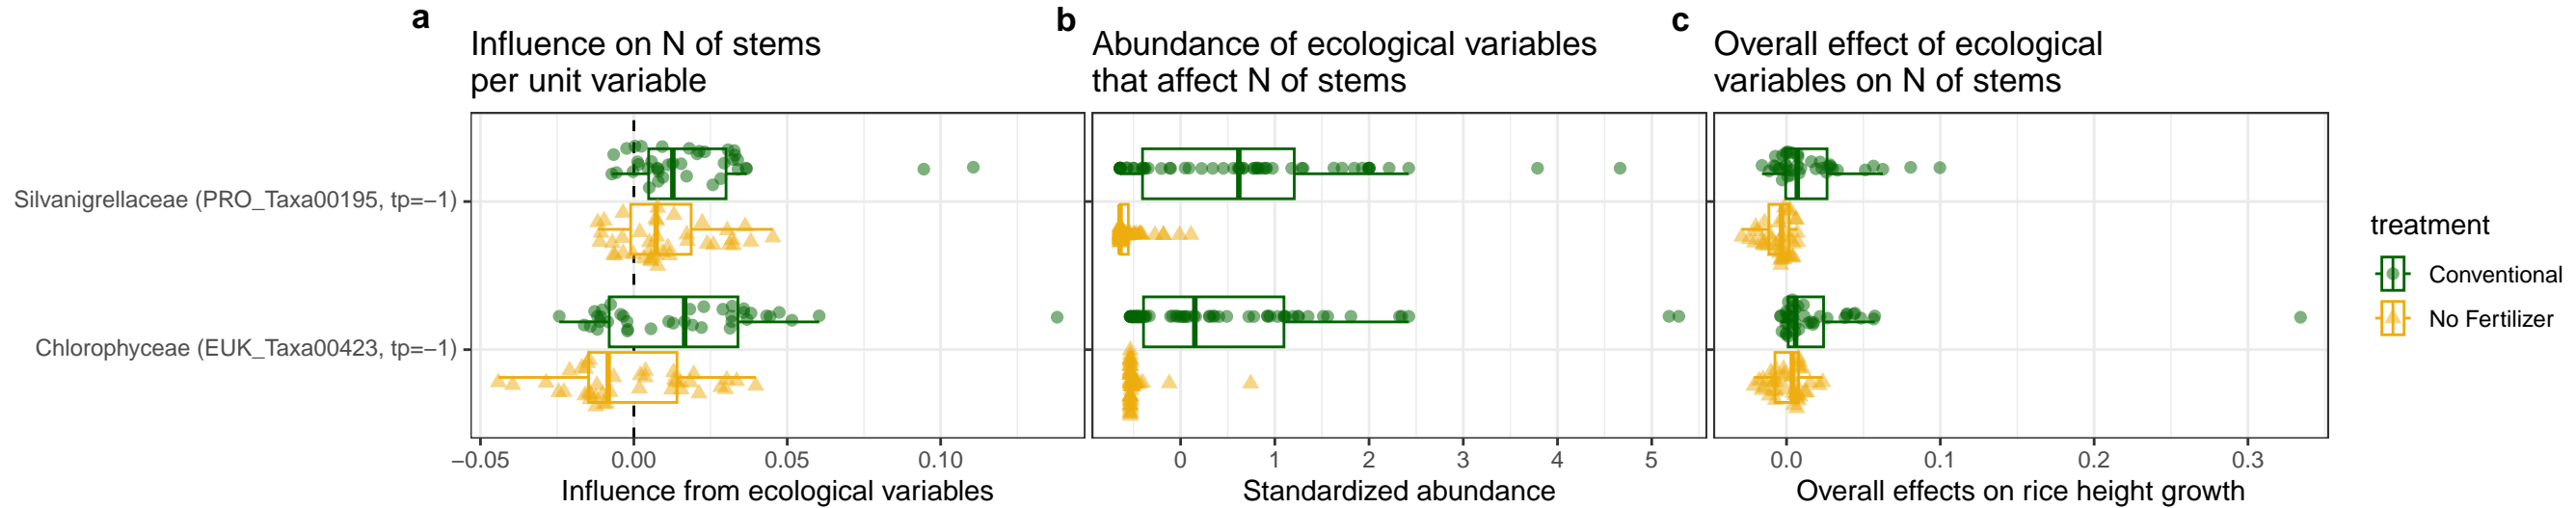 a
Influence on N of stems
per unit variable
b
Abundance of ecological variables
that affect N of stems
c
Overall effect of ecological
variables on N of stems
Silvanigrellaceae (PRO_Taxa00195, tp=−1)
Chlorophyceae (EUK_Taxa00423, tp=−1)
−0.05 0.00 0.05 0.10
Influence from ecological variables
0 1 2 3 4 5
Standardized abundance
0.0 0.1 0.2 0.3
Overall effects on rice height growth
treatment
Conventional
No Fertilizer